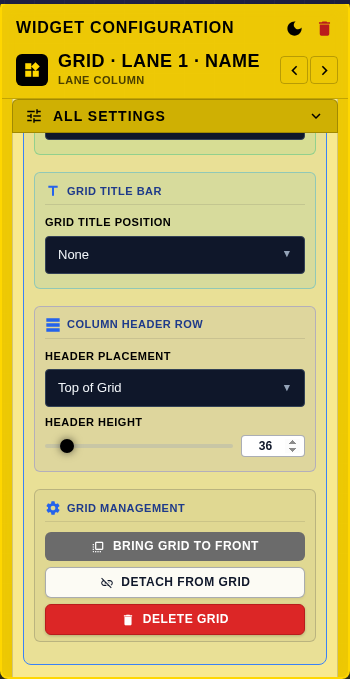 WIDGET CONFIGURATION
GRID · LANE 1 · NAME
LANE COLUMN
ALL SETTINGS
GRID TITLE BAR
GRID TITLE POSITION
None
COLUMN HEADER ROW
HEADER PLACEMENT
Top of Grid
HEADER HEIGHT
36
GRID MANAGEMENT
BRING GRID TO FRONT
DETACH FROM GRID
DELETE GRID